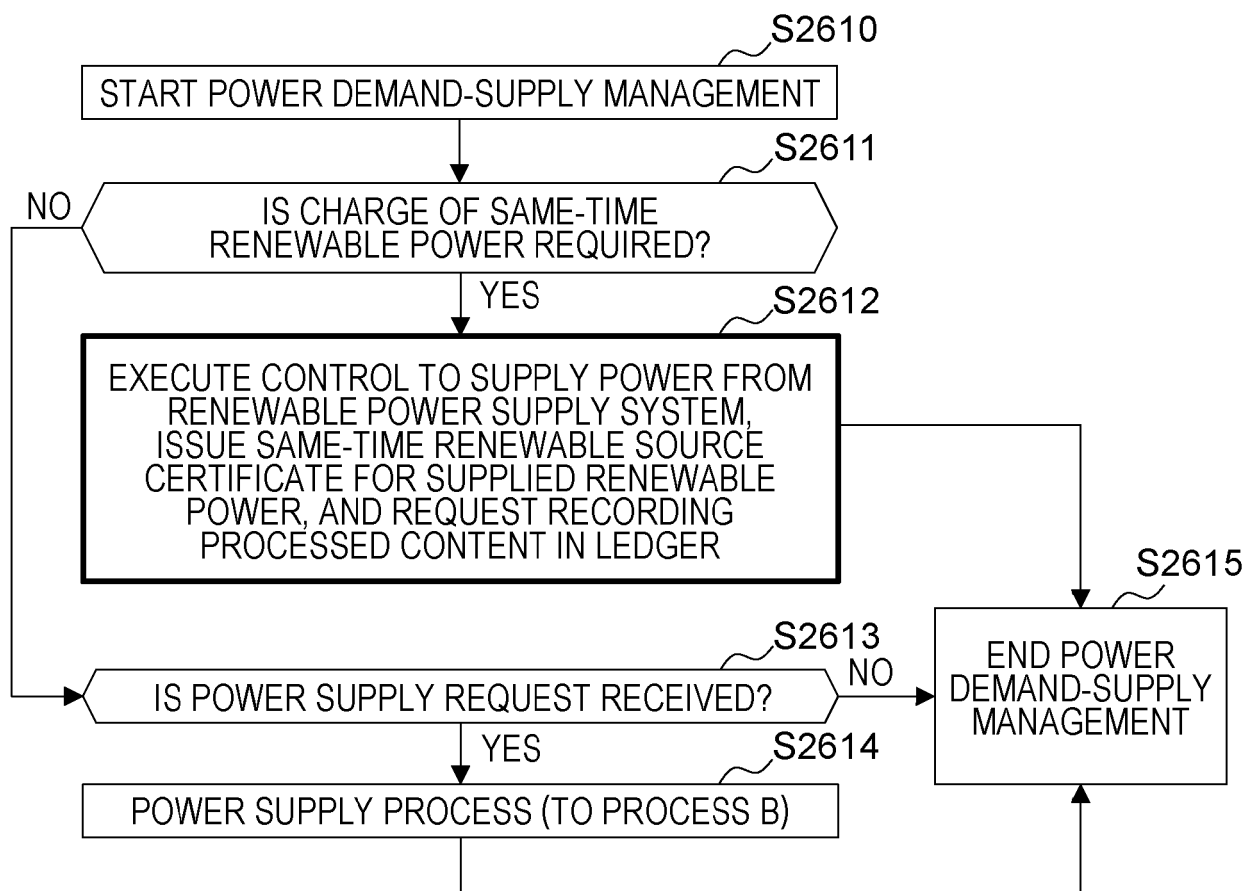 S2610
START POWER DEMAND-SUPPLY MANAGEMENT
S2611
NO
IS CHARGE OF SAME-TIME
RENEWABLE POWER REQUIRED?
YES
S2612
EXECUTE CONTROL TO SUPPLY POWER FROM
RENEWABLE POWER SUPPLY SYSTEM,
ISSUE SAME-TIME RENEWABLE SOURCE
CERTIFICATE FOR SUPPLIED RENEWABLE
POWER, AND REQUEST RECORDING
PROCESSED CONTENT IN LEDGER
S2613
IS POWER SUPPLY REQUEST RECEIVED?
NO
YES
S2614
POWER SUPPLY PROCESS (TO PROCESS B)
S2615
END POWER
DEMAND-SUPPLY
MANAGEMENT